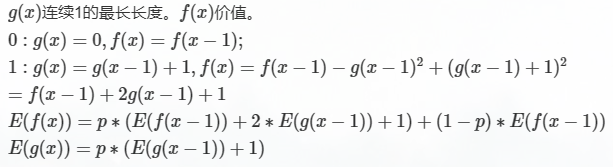 g(x)连续1的最长长度。f(x)价值。
0 : g(x) = 0, f(x) = f(x − 1);
1 : g(x) = g(x − 1) + 1, f(x) = f(x − 1) − g(x − 1)² + (g(x − 1) + 1)²
= f(x − 1) + 2g(x − 1) + 1
E(f(x)) = p ∗ (E(f(x − 1)) + 2 ∗ E(g(x − 1)) + 1) + (1 − p) ∗ E(f(x − 1))
E(g(x)) = p ∗ (E(g(x − 1)) + 1)